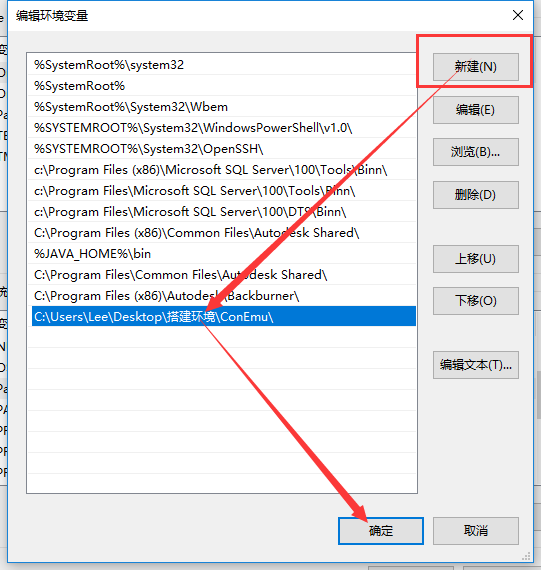 编辑环境变量
%SystemRoot%\system32
%SystemRoot%
%SystemRoot%\System32\Wbem
%SYSTEMROOT%\System32\WindowsPowerShell\v1.0\
%SYSTEMROOT%\System32\OpenSSH\
c:\Program Files (x86)\Microsoft SQL Server\100\Tools\Binn\
c:\Program Files\Microsoft SQL Server\100\Tools\Binn\
c:\Program Files\Microsoft SQL Server\100\DTS\Binn\
C:\Program Files (x86)\Common Files\Autodesk Shared\
%JAVA_HOME%\bin
C:\Program Files\Common Files\Autodesk Shared\
C:\Program Files (x86)\Autodesk\Backburner\
C:\Users\Lee\Desktop\搭建环境\ConEmu\
新建(N)
编辑(E)
浏览(B)...
删除(D)
上移(U)
下移(O)
编辑文本(T)...
确定
取消